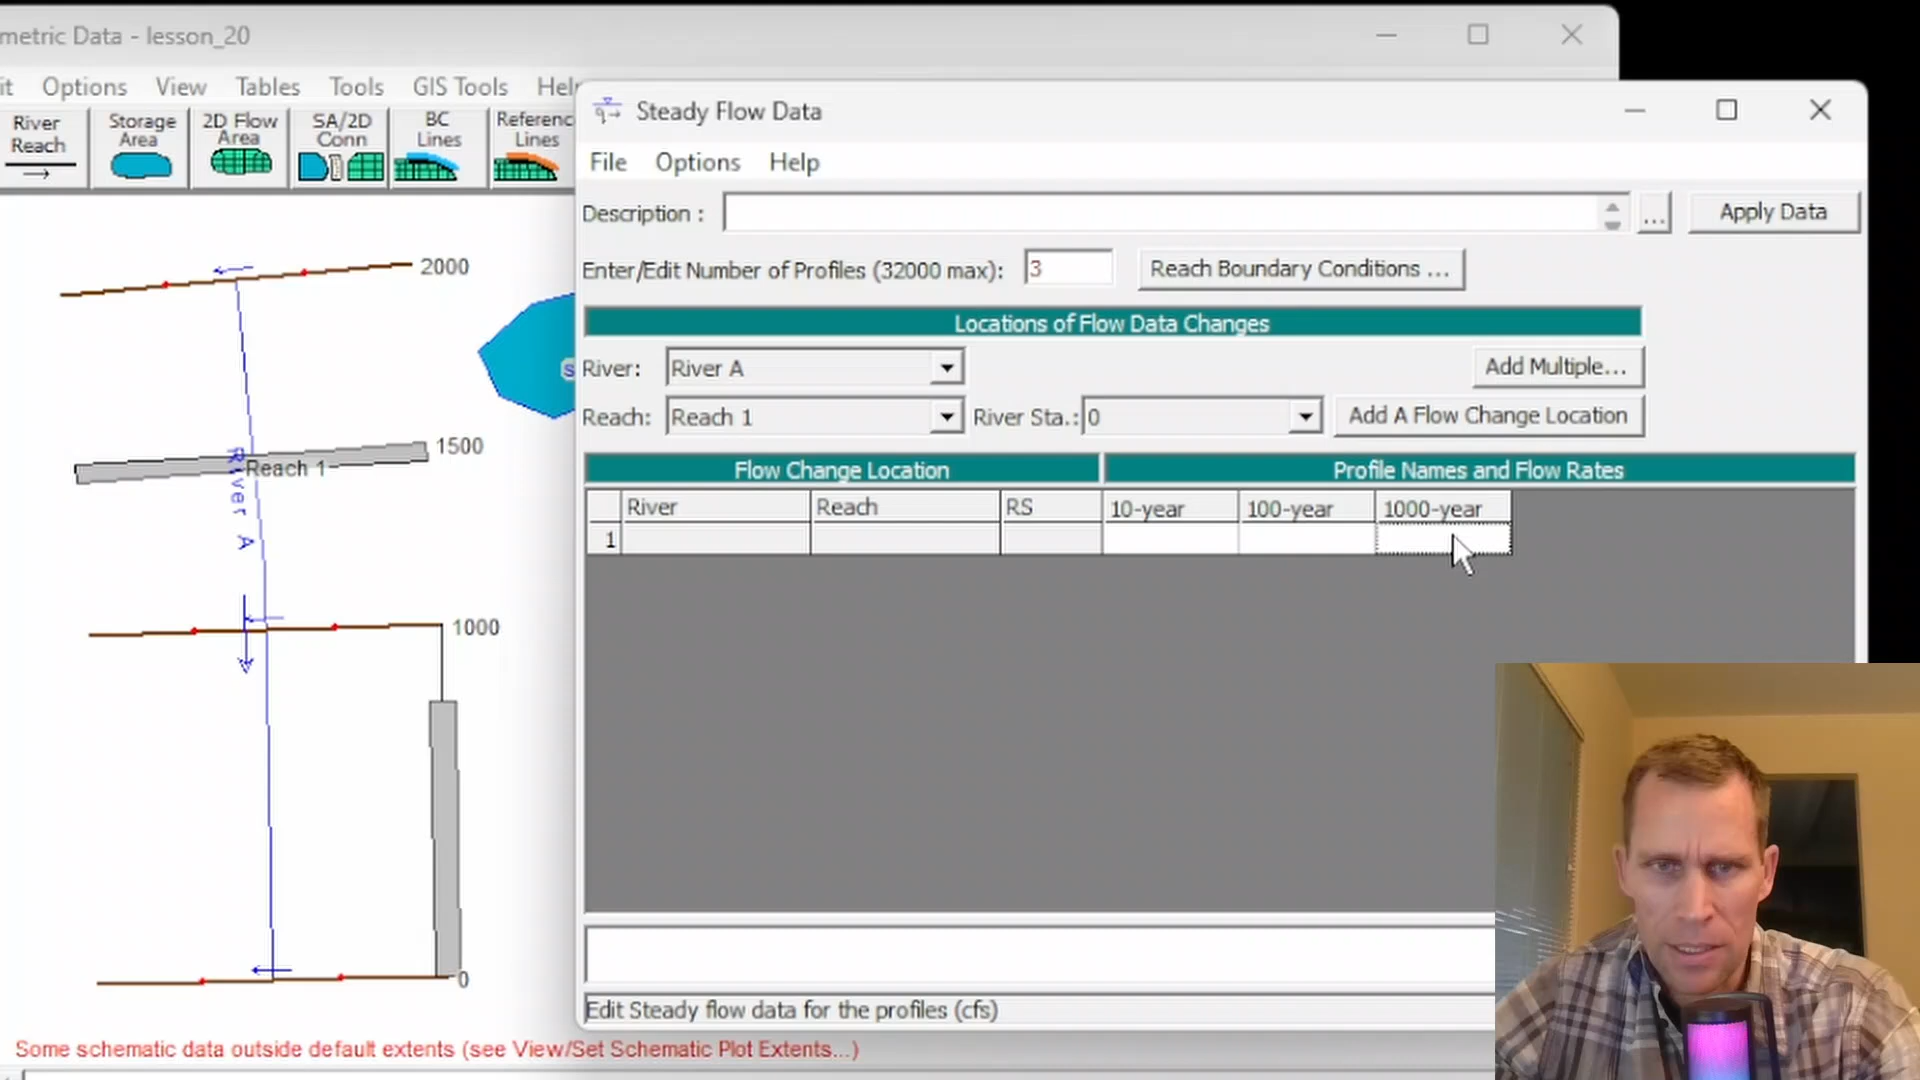 metric Data - lesson_20
it Options View Tables Tools GIS Tools Help
River Reach
Storage Area
2D Flow Area
SA/2D Conn
BC Lines
Reference Lines
2000
1500
Reach 1
River A
1000
0
Some schematic data outside default extents (see View/Set Schematic Plot Extents...)
Steady Flow Data
File Options Help
Description :
... Apply Data
Enter/Edit Number of Profiles (32000 max): 3 Reach Boundary Conditions ...
Locations of Flow Data Changes
River: River A Add Multiple...
Reach: Reach 1 River Sta.: 0 Add A Flow Change Location
Flow Change Location Profile Names and Flow Rates
River Reach RS 10-year 100-year 1000-year
1
Edit Steady flow data for the profiles (cfs)